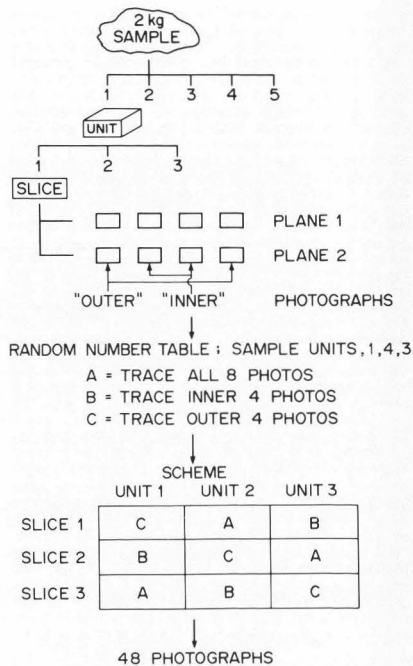 2 kg
SAMPLE
1 2 3 4 5
UNIT
1 2 3
SLICE
PLANE 1
PLANE 2
"OUTER" "INNER" PHOTOGRAPHS
RANDOM NUMBER TABLE ; SAMPLE UNITS, 1,4,3
A = TRACE ALL 8 PHOTOS
B = TRACE INNER 4 PHOTOS
C = TRACE OUTER 4 PHOTOS
SCHEME
UNIT 1 UNIT 2 UNIT 3
SLICE 1 C A B
SLICE 2 B C A
SLICE 3 A B C
48 PHOTOGRAPHS